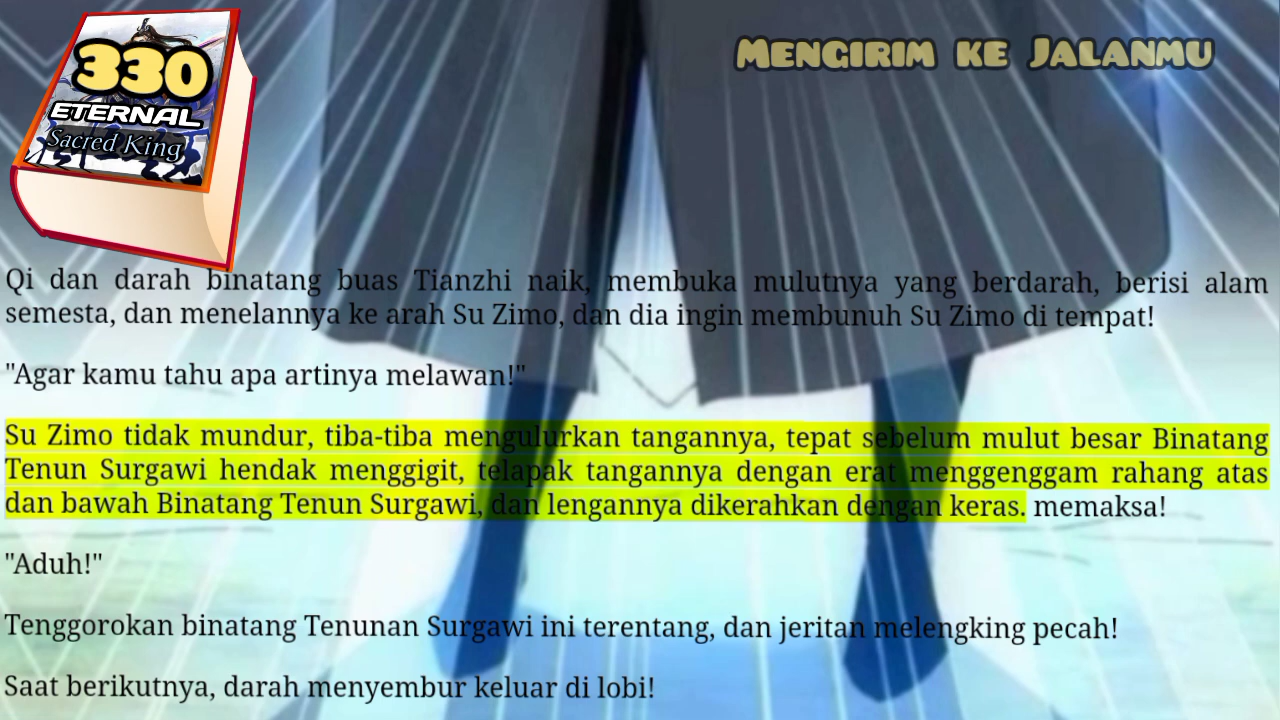 330
ETERNAL
Sacred King
MENGIRIM KE JALANMU
Qi dan darah binatang buas Tianzhi naik, membuka mulutnya yang berdarah, berisi alam
semesta, dan menelannya ke arah Su Zimo, dan dia ingin membunuh Su Zimo di tempat!
"Agar kamu tahu apa artinya melawan!"
Su Zimo tidak mundur, tiba-tiba mengulurkan tangannya, tepat sebelum mulut besar Binatang
Tenun Surgawi hendak menggigit, telapak tangannya dengan erat menggenggam rahang atas
dan bawah Binatang Tenun Surgawi, dan lengannya dikerahkan dengan keras. memaksa!
"Aduh!"
Tenggorokan binatang Tenunan Surgawi ini terentang, dan jeritan melengking pecah!
Saat berikutnya, darah menyembur keluar di lobi!